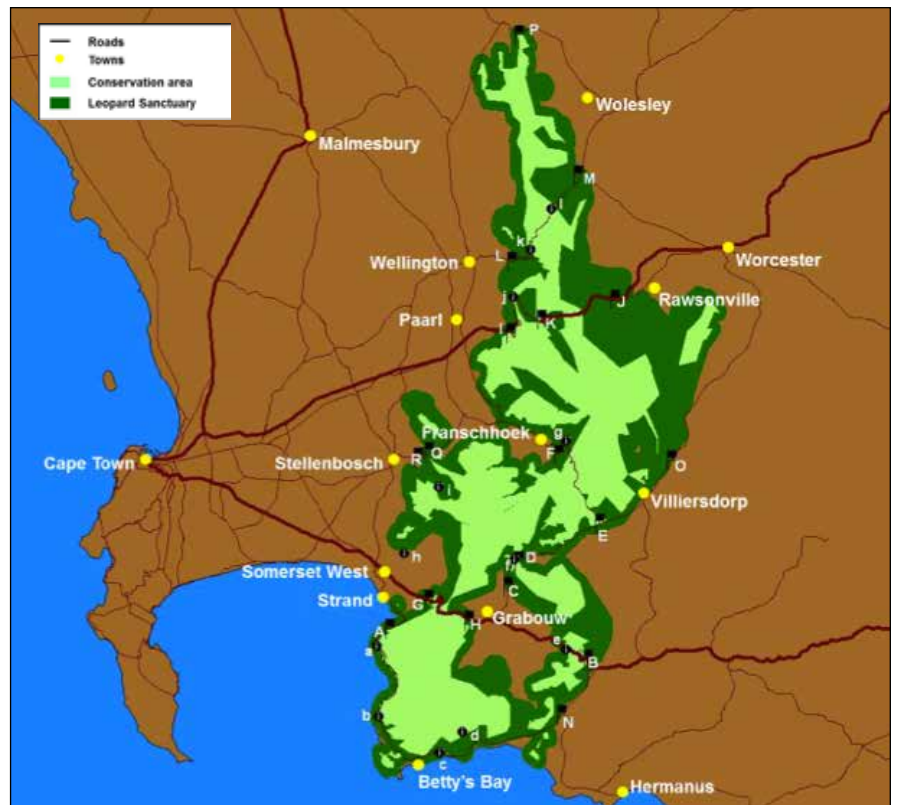 Roads
Towns
Conservation area
Leopard Sanctuary
P
Wolesley
Malmesbury
M
l
k
L
Wellington
Worcester
j
J
Rawsonville
Paarl
K
I
Franschhoek
g
F
Q
R
Cape Town
Stellenbosch
O
i
Villiersdorp
E
h
D
f
Somerset West
C
Strand
G
Grabouw
H
A
a
e
B
b
N
d
c
Betty's Bay
Hermanus